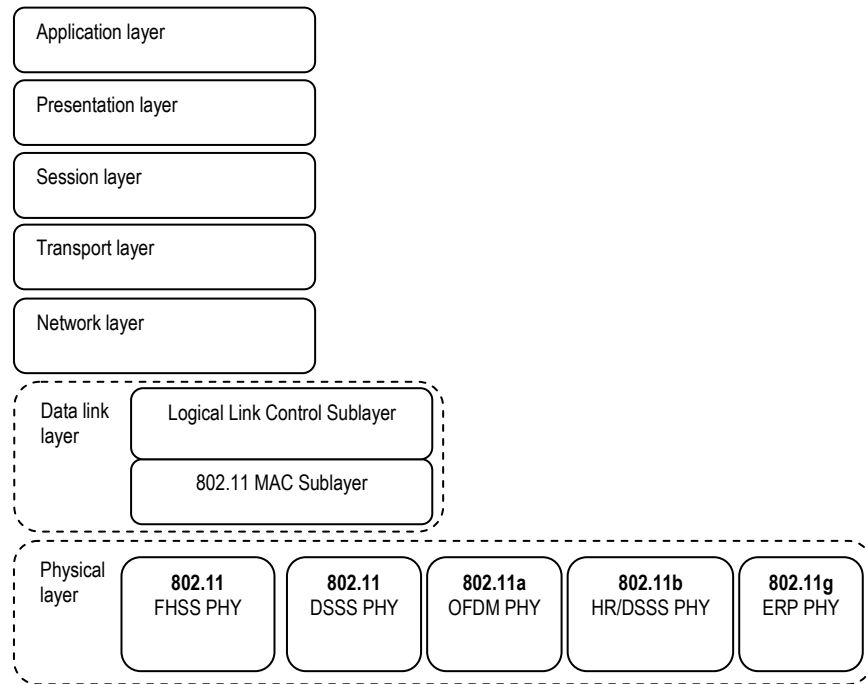 Application layer
Presentation layer
Session layer
Transport layer
Network layer
Data link
layer
Logical Link Control Sublayer
802.11 MAC Sublayer
Physical
layer
802.11
FHSS PHY
802.11
DSSS PHY
802.11a
OFDM PHY
802.11b
HR/DSSS PHY
802.11g
ERP PHY